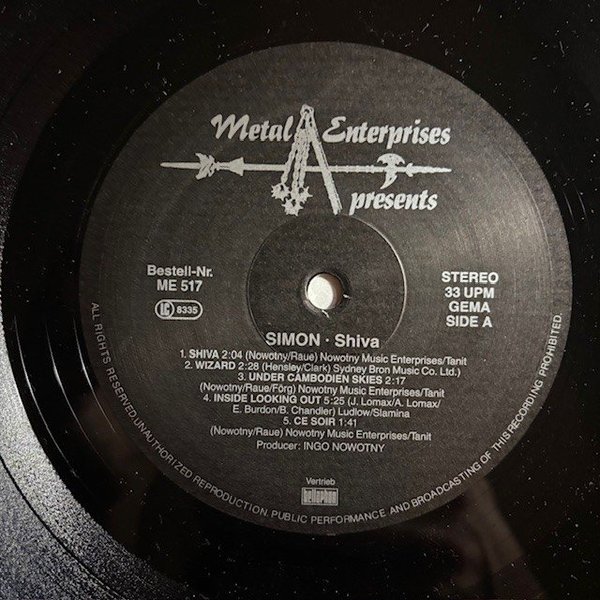 Metal Enterprises
presents
Bestell-Nr.
ME 517
LC 8335
STEREO
33 UPM
GEMA
SIDE A
SIMON · Shiva
1. SHIVA 2:04 (Nowotny/Raue) Nowotny Music Enterprises/Tanit
2. WIZARD 2:28 (Hensley/Clark) Sydney Bron Music Co. Ltd.)
3. UNDER CAMBODIEN SKIES 2:17
(Nowotny/Raue/Förg) Nowotny Music Enterprises/Tanit
4. INSIDE LOOKING OUT 5:25 (J. Lomax/A. Lomax/
E. Burdon/B. Chandler) Ludlow/Slamina
5. CE SOIR 1:41
(Nowotny/Raue) Nowotny Music Enterprises/Tanit
Producer: INGO NOWOTNY
Vertrieb
bellaphon
ALL RIGHTS RESERVED.UNAUTHORIZED REPRODUCTION. PUBLIC PERFORMANCE AND BROADCASTING OF THIS RECORDING PROHIBITED.